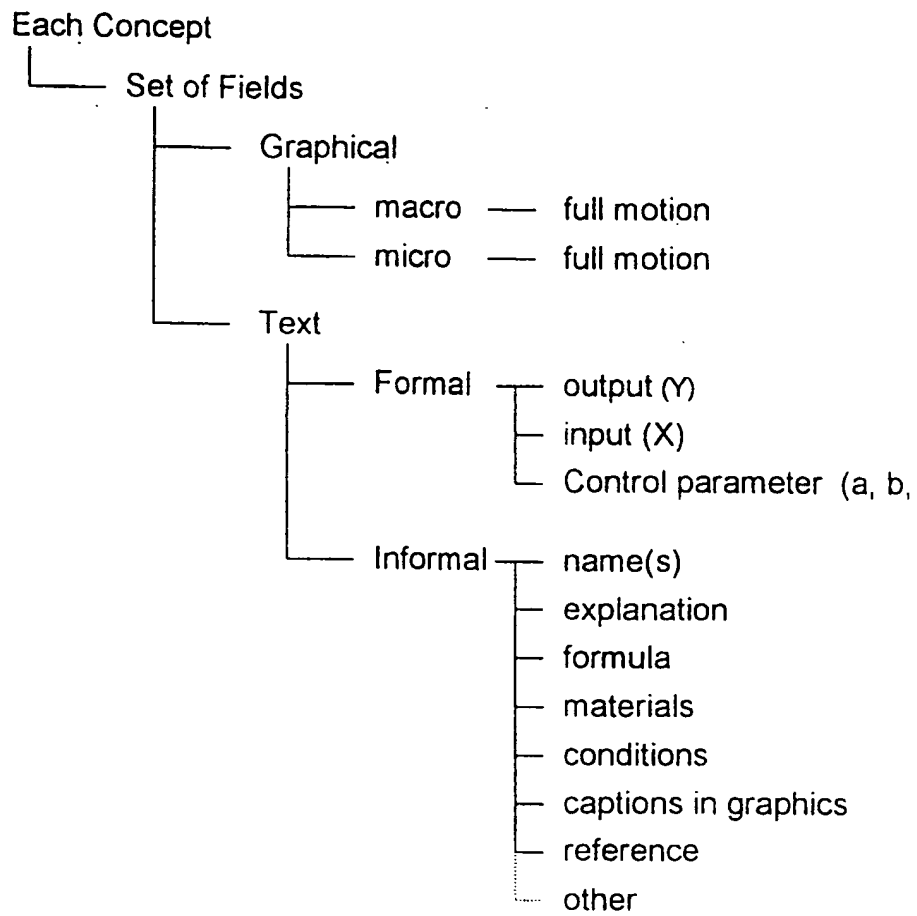 Each Concept
Set of Fields
Graphical
macro full motion
micro full motion
Text
Formal output (Y)
input (X)
Control parameter (a, b,
Informal name(s)
explanation
formula
materials
conditions
captions in graphics
reference
other